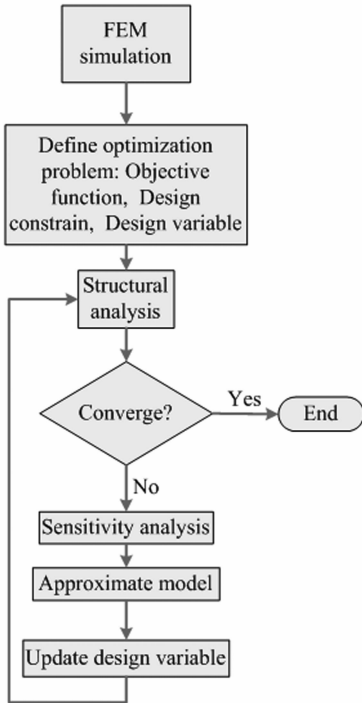 FEM
simulation
Define optimization
problem: Objective
function, Design
constrain, Design variable
Structural
analysis
Converge?
Yes
End
No
Sensitivity analysis
Approximate model
Update design variable